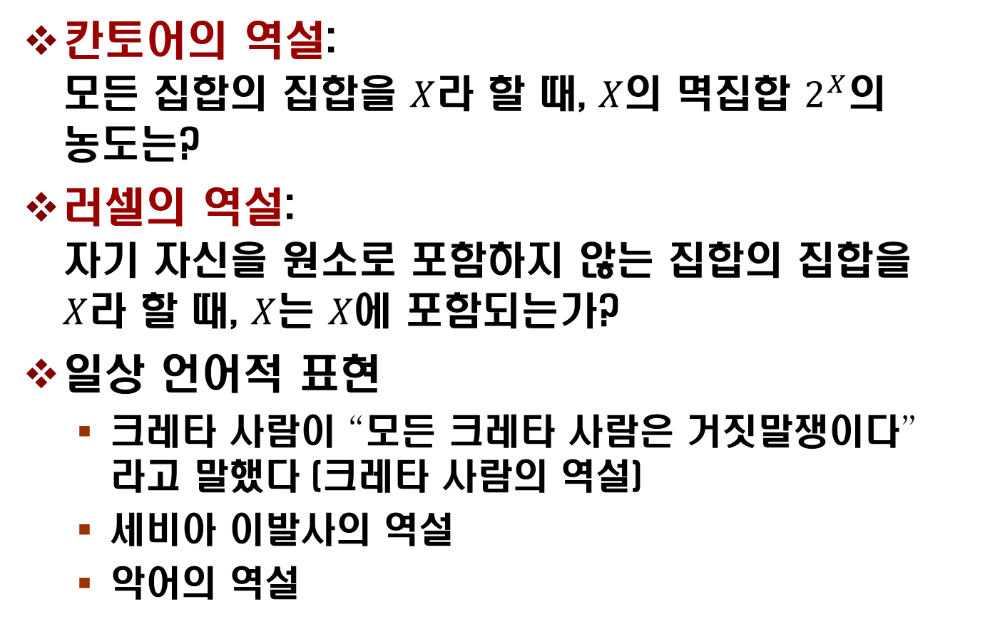 ❖칸토어의 역설:
모든 집합의 집합을 X라 할 때, X의 멱집합 2^X의
농도는?
❖러셀의 역설:
자기 자신을 원소로 포함하지 않는 집합의 집합을
X라 할 때, X는 X에 포함되는가?
❖일상 언어적 표현
▪ 크레타 사람이 “모든 크레타 사람은 거짓말쟁이다”
라고 말했다 (크레타 사람의 역설)
▪ 세비아 이발사의 역설
▪ 악어의 역설